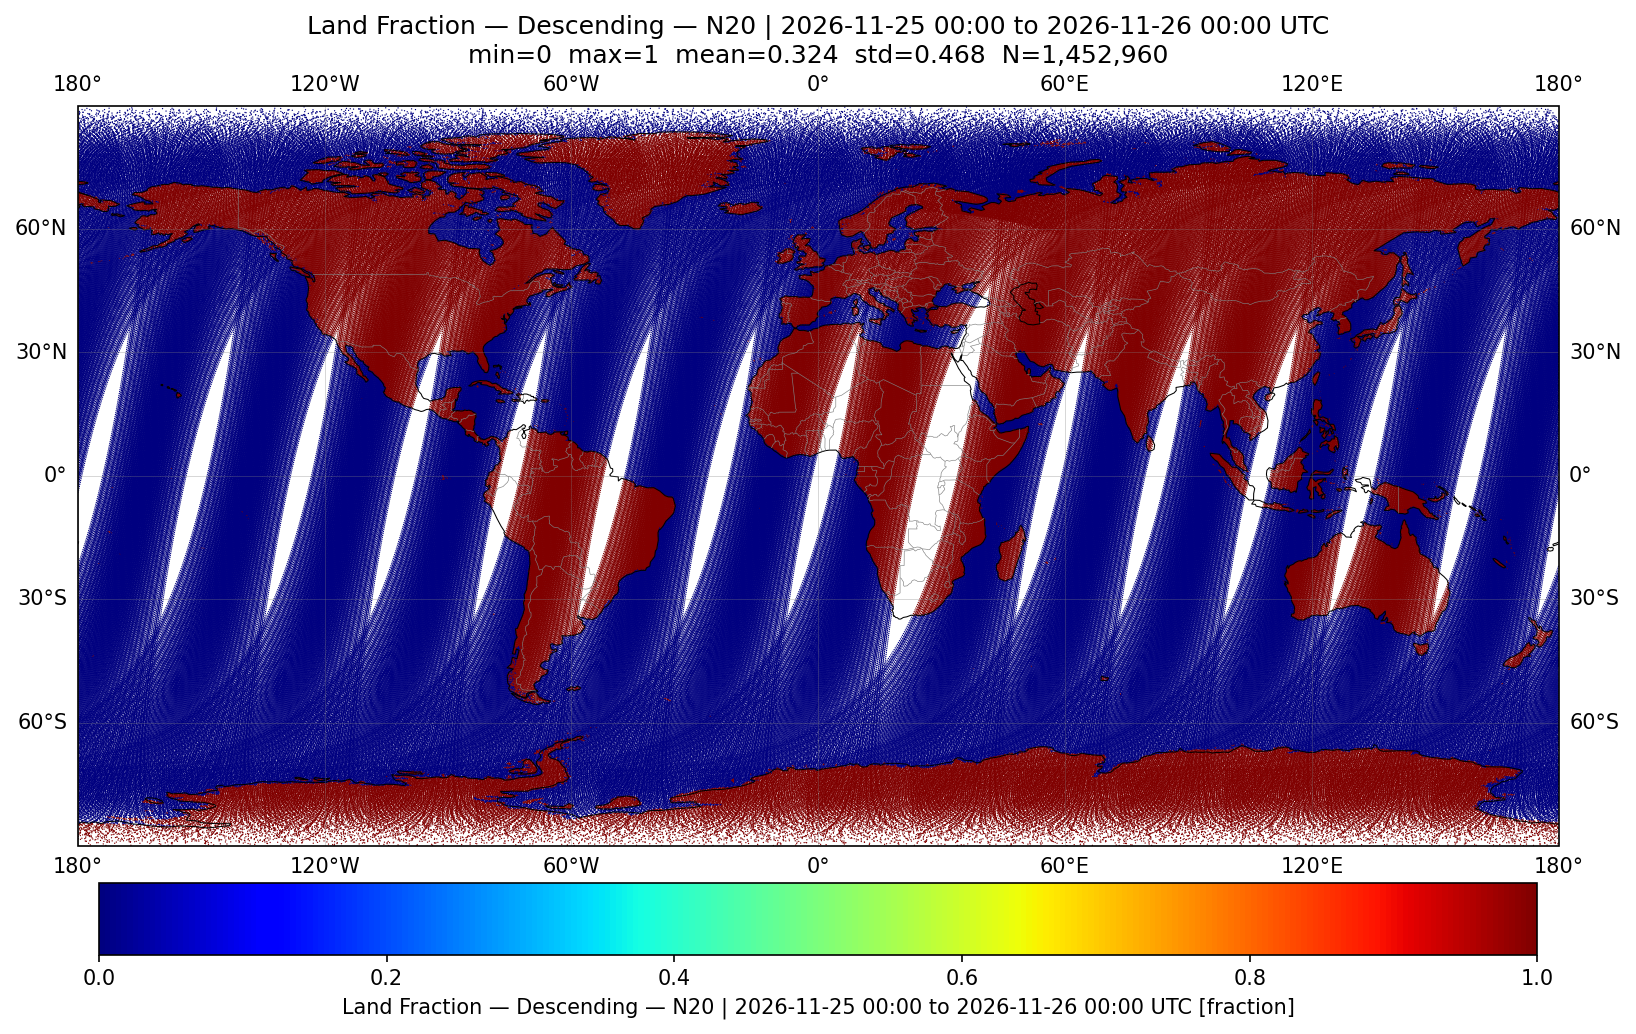 Land Fraction — Descending — N20 | 2026-11-25 00:00 to 2026-11-26 00:00 UTC
min=0  max=1  mean=0.324  std=0.468  N=1,452,960
180° 120°W 60°W 0° 60°E 120°E 180°
60°N 60°N
30°N 30°N
0° 0°
30°S 30°S
60°S 60°S
180° 120°W 60°W 0° 60°E 120°E 180°
0.0 0.2 0.4 0.6 0.8 1.0
Land Fraction — Descending — N20 | 2026-11-25 00:00 to 2026-11-26 00:00 UTC [fraction]